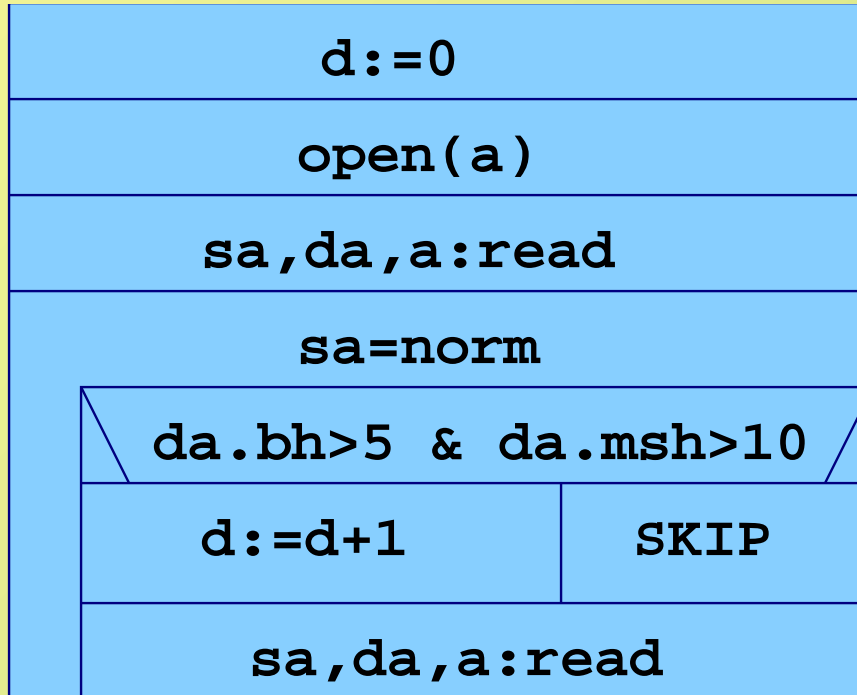 d:=0
open(a)
sa,da,a:read
sa=norm
da.bh>5 & da.msh>10
d:=d+1 SKIP
sa,da,a:read